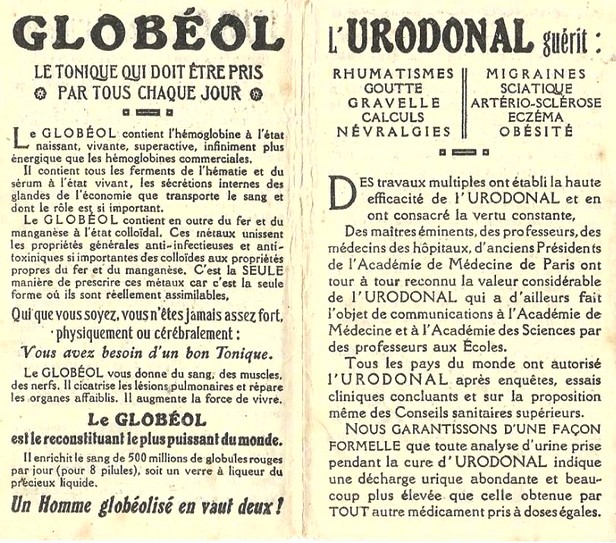 GLOBÉOL
LE TONIQUE QUI DOIT ÊTRE PRIS
PAR TOUS CHAQUE JOUR
Le GLOBÉOL contient l'hémoglobine à l'état
naissant, vivante, superactive, infiniment plus
énergique que les hémoglobines commerciales.
Il contient tous les ferments de l'hématie et du
sérum à l'état vivant, les sécrétions internes des
glandes de l'économie que transporte le sang et
dont le rôle est si important.
Le GLOBÉOL contient en outre du fer et du
manganèse à l'état colloïdal. Ces métaux unissent
les propriétés générales anti-infectieuses et anti-
toxiniques si importantes des colloïdes aux propriétés
propres du fer et du manganèse. C'est la SEULE
manière de prescrire ces métaux car c'est la seule
forme où ils sont réellement assimilables,
Qui que vous soyez, vous n'êtes jamais assez fort,
physiquement ou cérébralement :
Vous avez besoin d'un bon Tonique.
Le GLOBÉOL vous donne du sang, des muscles,
des nerfs. Il cicatrise les lésions pulmonaires et répare
les organes affaiblis. Il augmente la force de vivre.
Le GLOBÉOL
est le reconstituant le plus puissant du monde.
Il enrichit le sang de 500 millions de globules rouges
par jour (pour 8 pilules), soit un verre à liqueur du
précieux liquide.
Un Homme globéolisé en vaut deux !
L'URODONAL guérit :
RHUMATISMES
GOUTTE
GRAVELLE
CALCULS
NÉVRALGIES
MIGRAINES
SCIATIQUE
ARTÉRIO-SCLÉROSE
ECZÉMA
OBÉSITÉ
DES travaux multiples ont établi la haute
efficacité de l'URODONAL et en
ont consacré la vertu constante,
Des maîtres éminents, des professeurs, des
médecins des hôpitaux, d'anciens Présidents
de l'Académie de Médecine de Paris ont
tour à tour reconnu la valeur considérable
de l'URODONAL qui a d'ailleurs fait
l'objet de communications à l'Académie de
Médecine et à l'Académie des Sciences par
des professeurs aux Écoles.
Tous les pays du monde ont autorisé
l'URODONAL après enquêtes, essais
cliniques concluants et sur la proposition
même des Conseils sanitaires supérieurs.
NOUS GARANTISSONS D'UNE FAÇON
FORMELLE que toute analyse d'urine prise
pendant la cure d'URODONAL indique
une décharge urique abondante et beau-
coup plus élevée que celle obtenue par
TOUT autre médicament pris à doses égales.